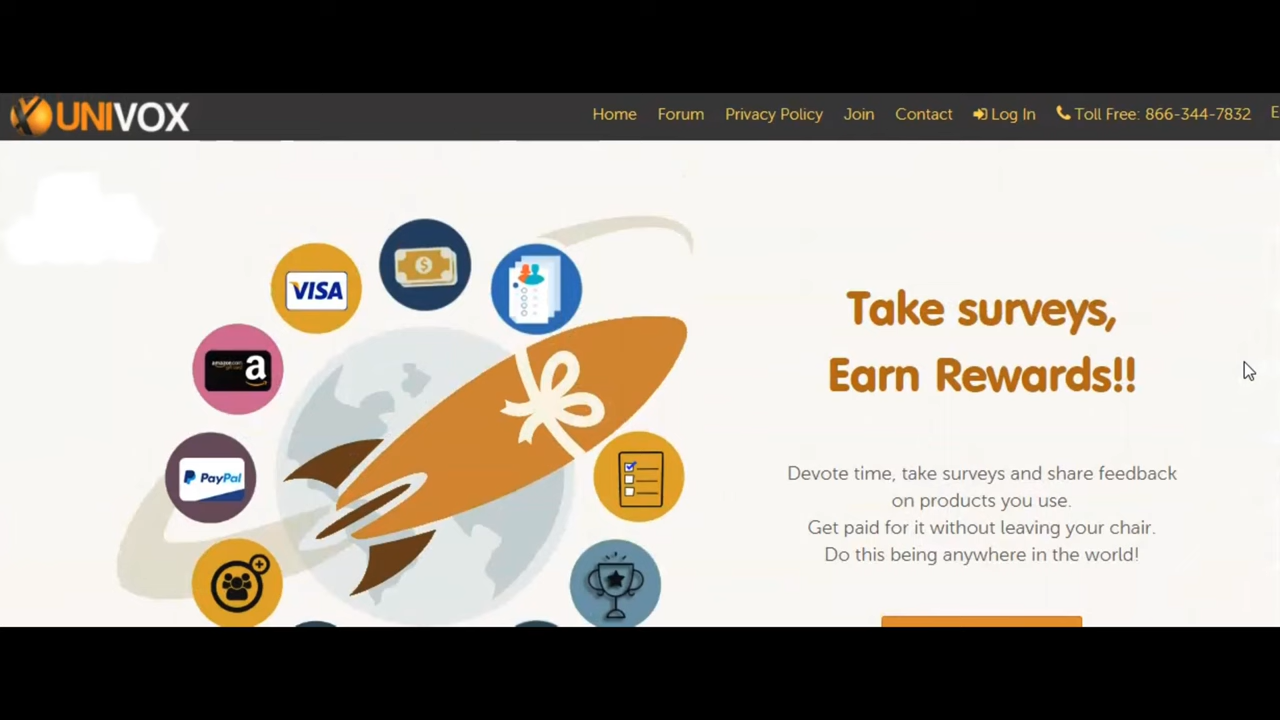 UNIVOX
Home Forum Privacy Policy Join Contact Log In Toll Free: 866-344-7832 E
VISA
amazon.com
a
PayPal
Take surveys,
Earn Rewards!!
Devote time, take surveys and share feedback
on products you use.
Get paid for it without leaving your chair.
Do this being anywhere in the world!